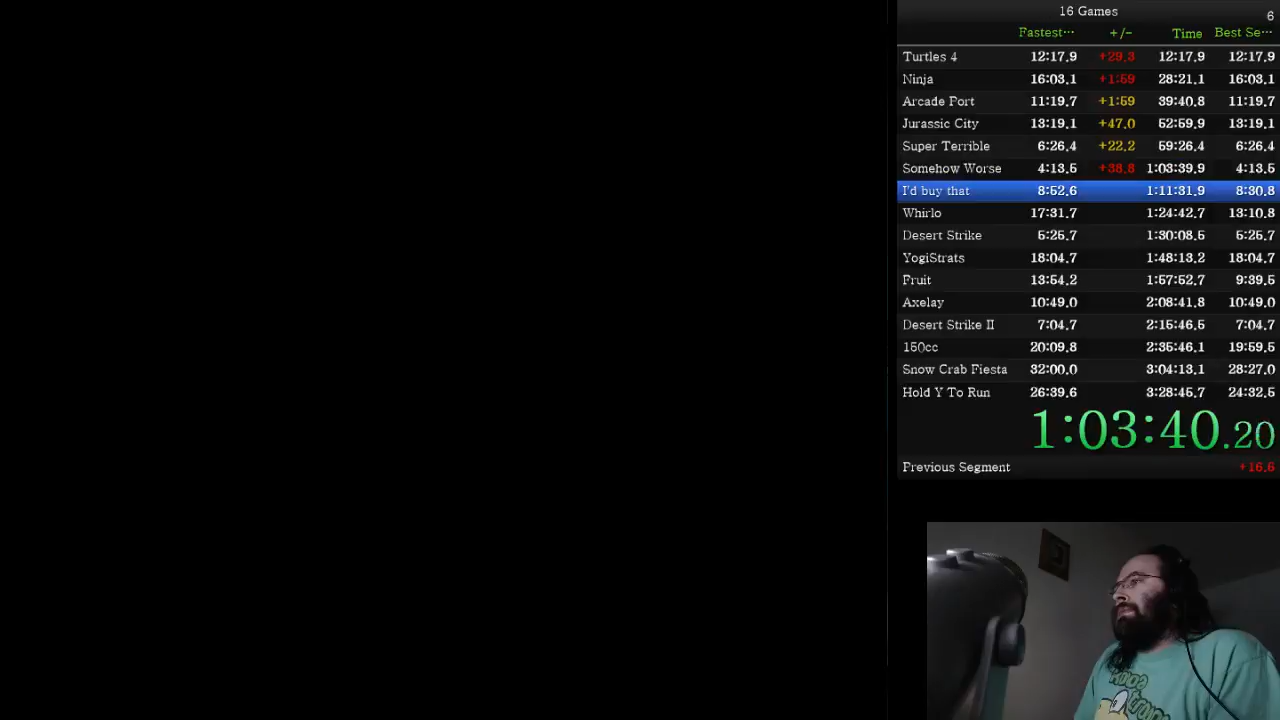 16 Games
6
Fastest… +/- Time Best Se…
Turtles 4 12:17.9 +29.3 12:17.9 12:17.9
Ninja 16:03.1 +1:59 28:21.1 16:03.1
Arcade Port 11:19.7 +1:59 39:40.8 11:19.7
Jurassic City 13:19.1 +47.0 52:59.9 13:19.1
Super Terrible 6:26.4 +22.2 59:26.4 6:26.4
Somehow Worse 4:13.5 +38.8 1:03:39.9 4:13.5
I'd buy that 8:52.6 1:11:31.9 8:30.8
Whirlo 17:31.7 1:24:42.7 13:10.8
Desert Strike 5:25.7 1:30:08.5 5:25.7
YogiStrats 18:04.7 1:48:13.2 18:04.7
Fruit 13:54.2 1:57:52.7 9:39.5
Axelay 10:49.0 2:08:41.8 10:49.0
Desert Strike II 7:04.7 2:15:46.5 7:04.7
150cc 20:09.8 2:35:46.1 19:59.5
Snow Crab Fiesta 32:00.0 3:04:13.1 28:27.0
Hold Y To Run 26:39.6 3:28:45.7 24:32.5
1:03:40.20
Previous Segment +16.6